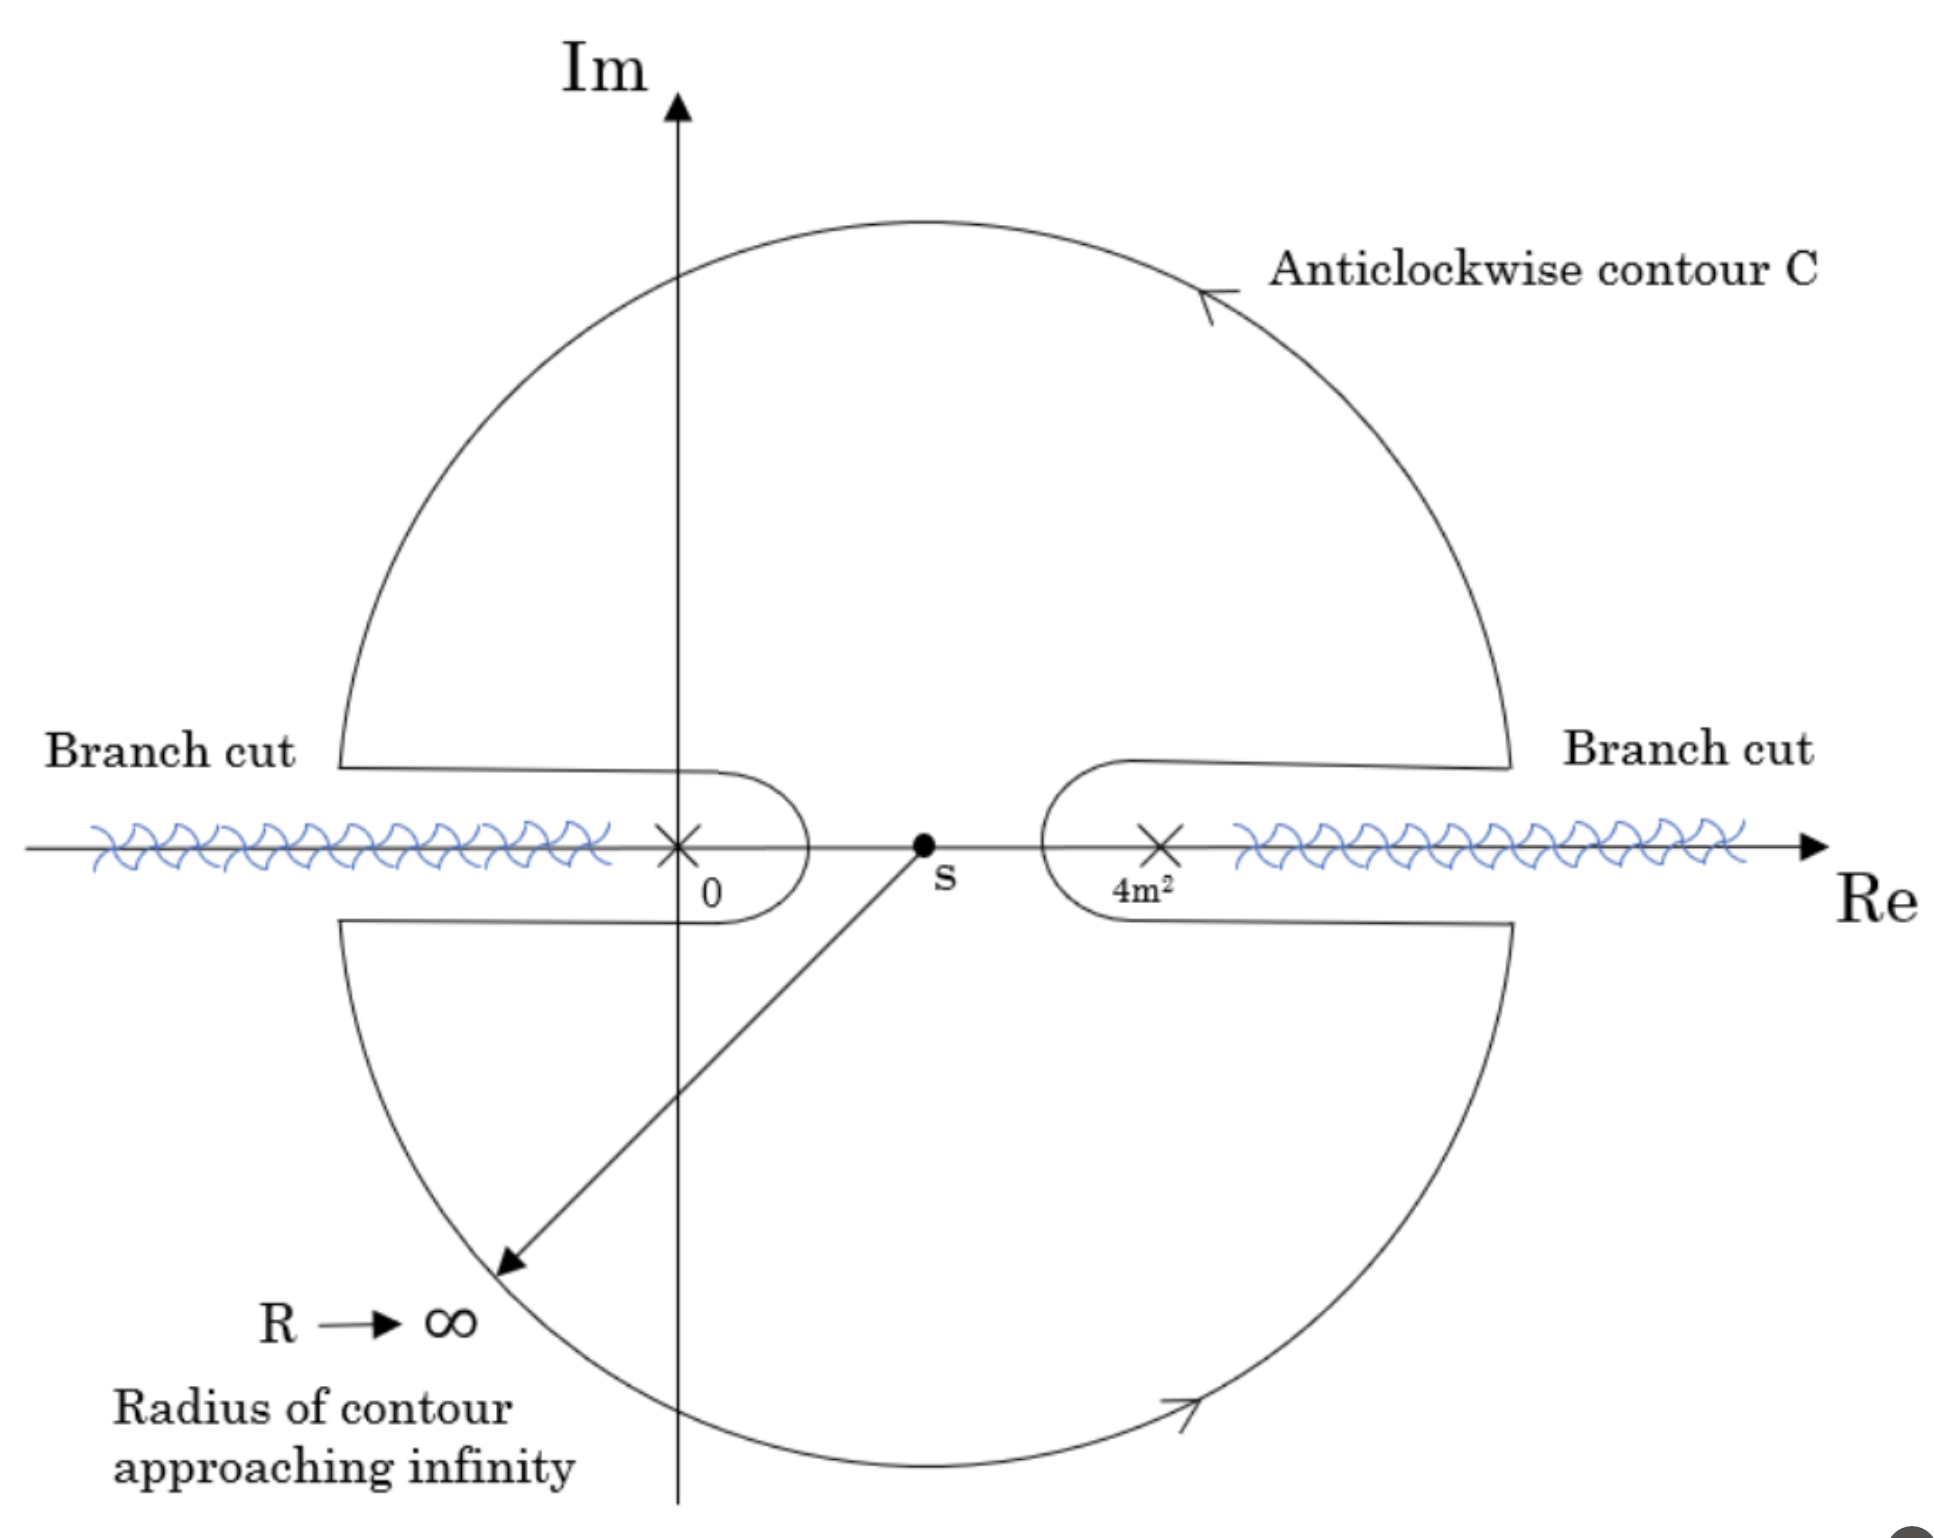 Im
Anticlockwise contour C
Branch cut
Branch cut
0
s
4m²
Re
R → ∞
Radius of contour
approaching infinity